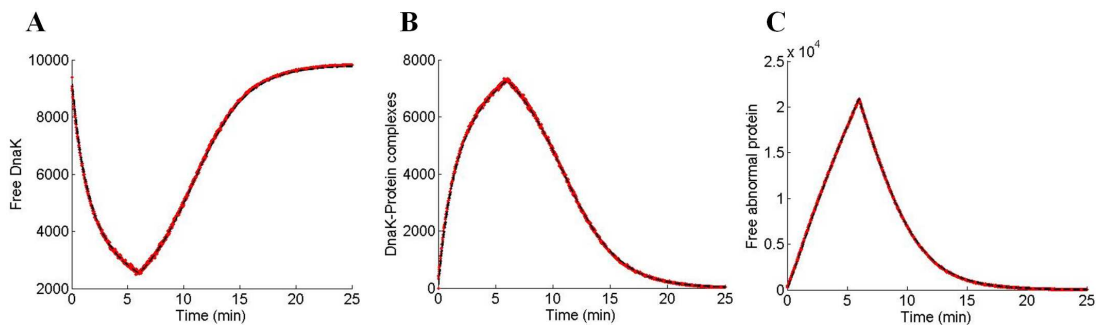 A
10000
8000
6000
4000
2000
Free DnaK
0 5 10 15 20 25
Time (min)
B
8000
6000
4000
2000
0
DnaK-Protein complexes
0 5 10 15 20 25
Time (min)
C
x 10⁴
2.5
2
1.5
1
0.5
0
Free abnormal protein
0 5 10 15 20 25
Time (min)